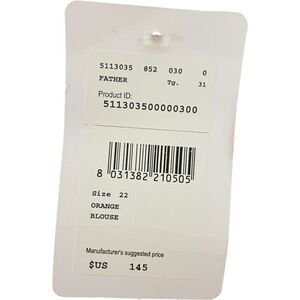 5113035 852 030 0
FATHER Tg. 31
Product ID:
511303500000300
8 031382 210505
Size 22
ORANGE
BLOUSE
Manufacturer's suggested price
$US 145